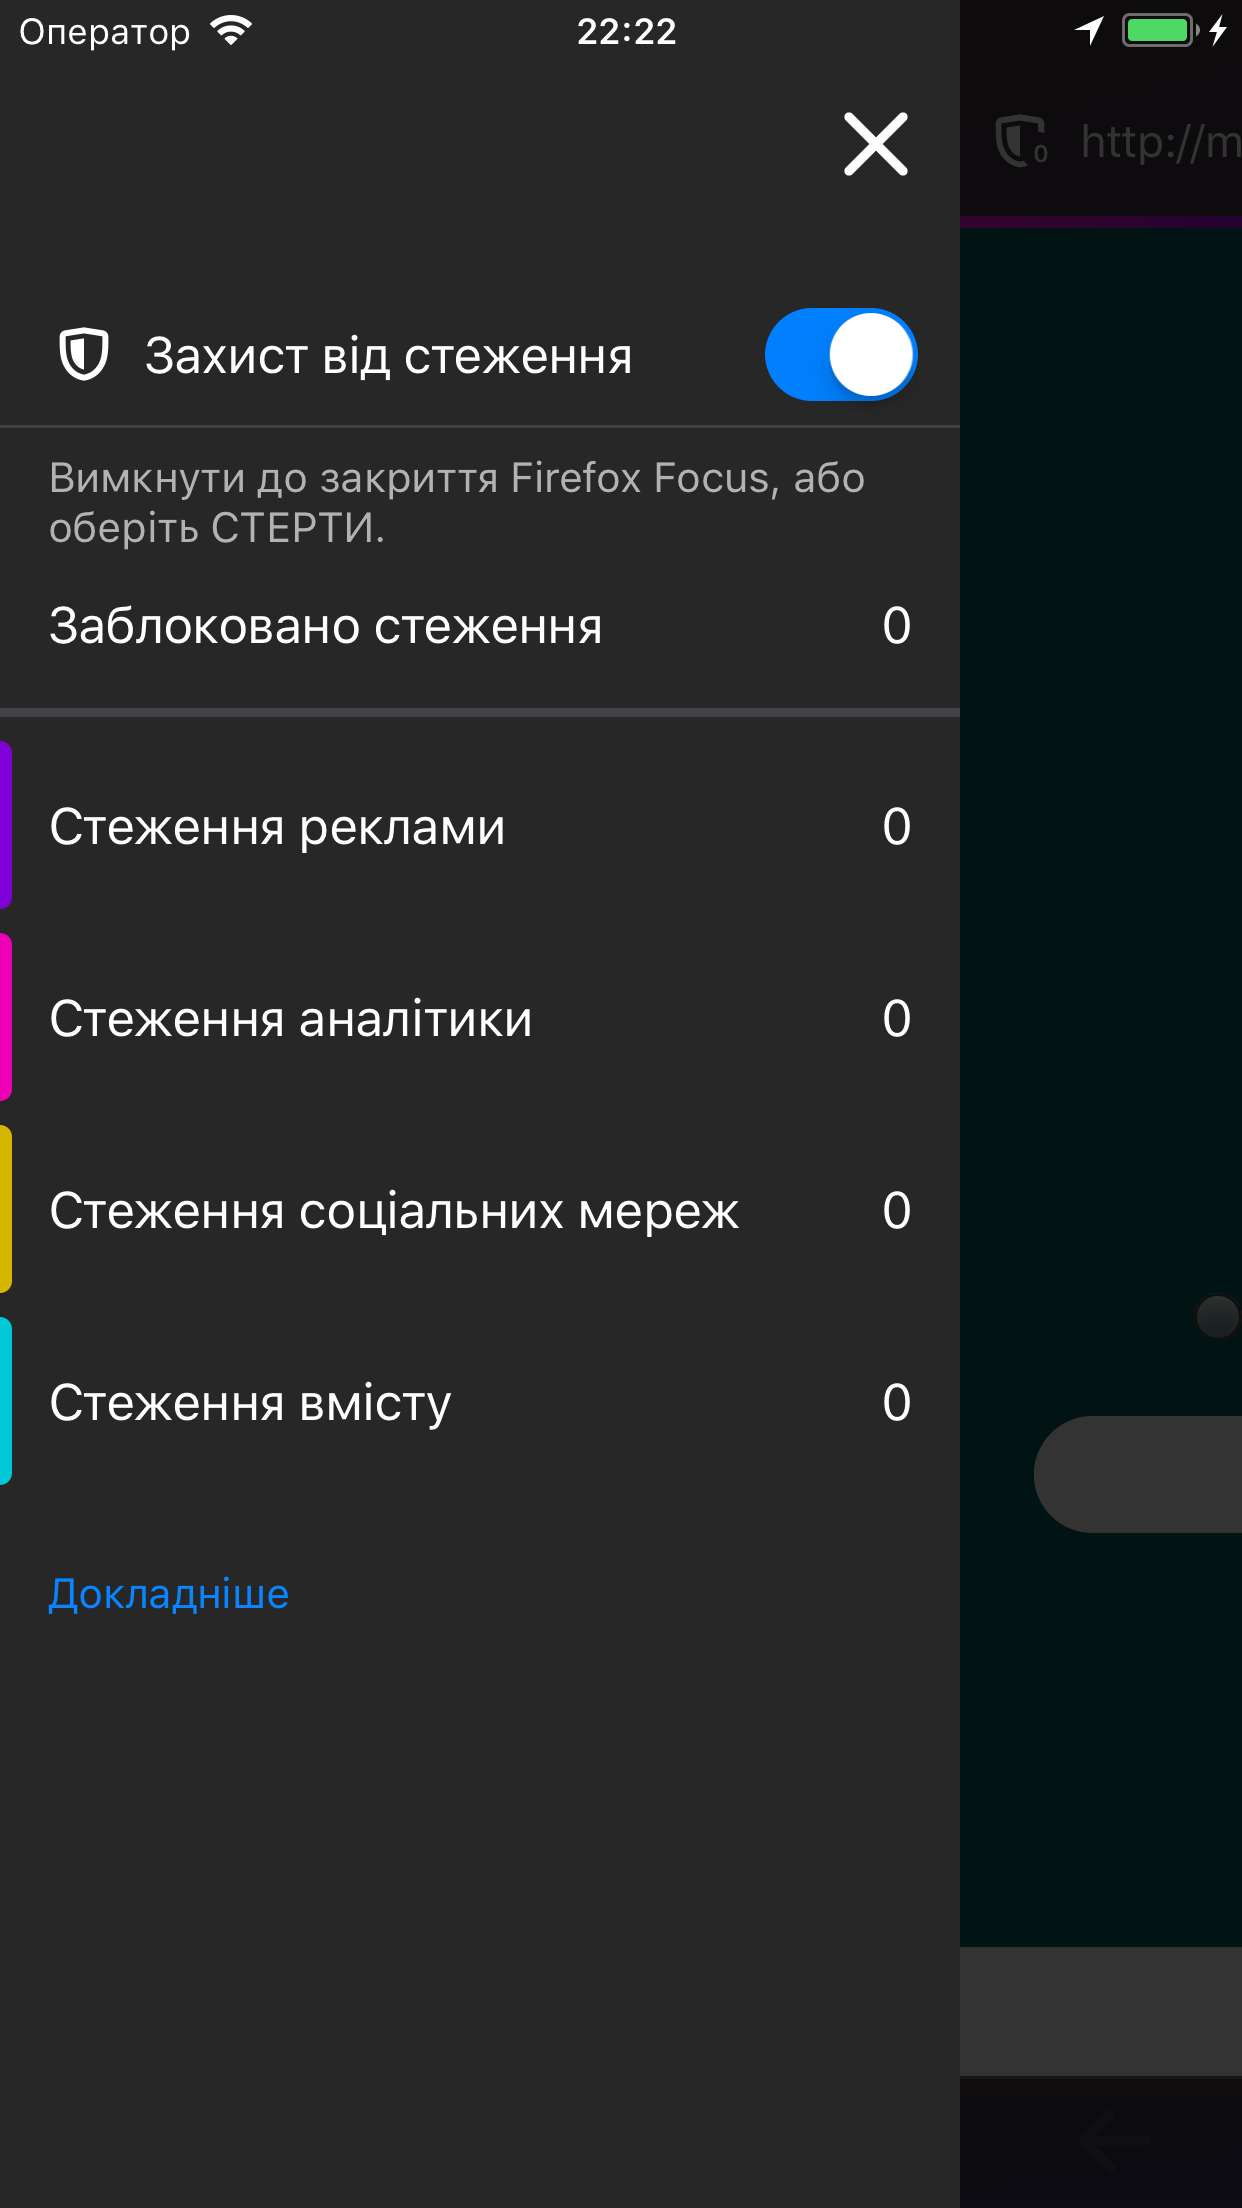 Оператор 22:22
0 http://m
Захист від стеження
Вимкнути до закриття Firefox Focus, або
оберіть СТЕРТИ.
Заблоковано стеження 0
Стеження реклами 0
Стеження аналітики 0
Стеження соціальних мереж 0
Стеження вмісту 0
Докладніше